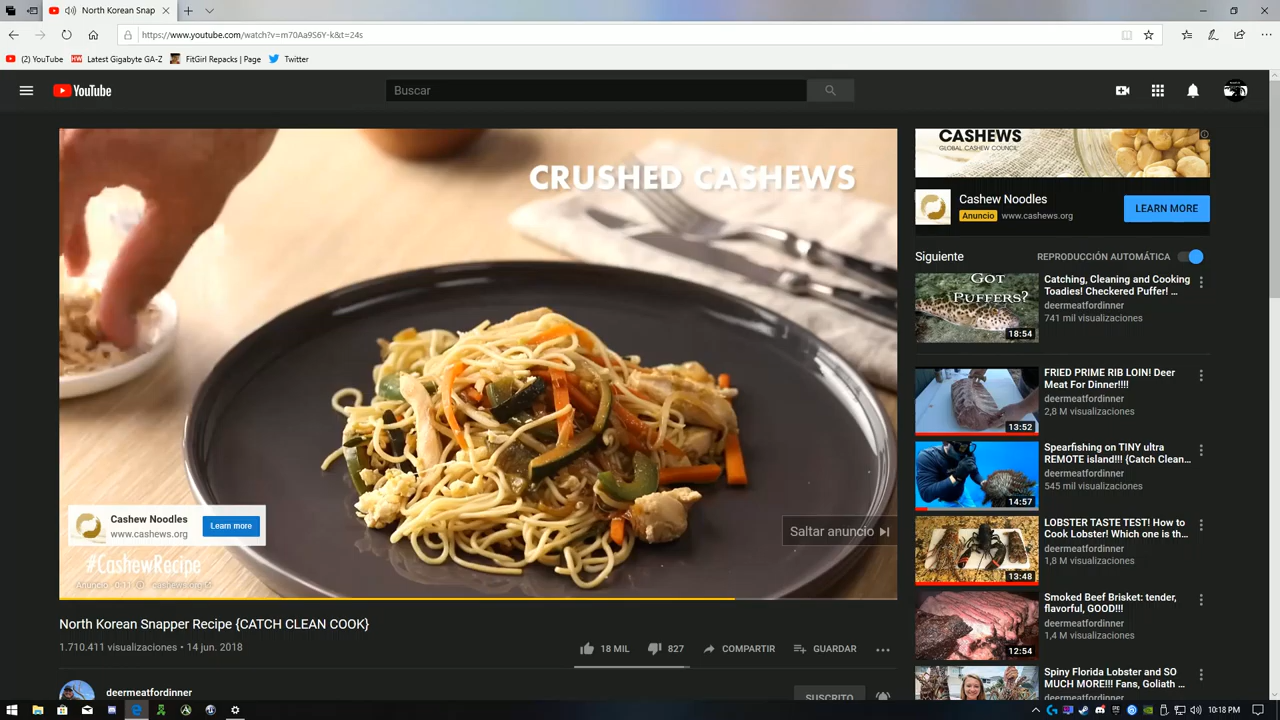 North Korean Snap
https://www.youtube.com/watch?v=m70Aa9S6Y-k&t=24s
(2) YouTube
Latest Gigabyte GA-Z
FitGirl Repacks | Page
Twitter
YouTube
Buscar
CRUSHED CASHEWS
Cashew Noodles
www.cashews.org
Learn more
#CashewRecipe
Saltar anuncio
North Korean Snapper Recipe {CATCH CLEAN COOK}
1.710.411 visualizaciones • 14 jun. 2018
18 MIL
827
COMPARTIR
GUARDAR
deermeatfordinner
SUSCRITO
CASHEWS
GLOBAL CASHEW COUNCIL
Cashew Noodles
Anuncio www.cashews.org
LEARN MORE
Siguiente
REPRODUCCIÓN AUTOMÁTICA
GOT
PUFFERS?
18:54
Catching, Cleaning and Cooking
Toadies! Checkered Puffer! ...
deermeatfordinner
741 mil visualizaciones
13:52
FRIED PRIME RIB LOIN! Deer
Meat For Dinner!!!!
deermeatfordinner
2,8 M visualizaciones
14:57
Spearfishing on TINY ultra
REMOTE island!!! {Catch Clean...
deermeatfordinner
545 mil visualizaciones
13:48
LOBSTER TASTE TEST! How to
Cook Lobster! Which one is th...
deermeatfordinner
1,8 M visualizaciones
12:54
Smoked Beef Brisket: tender,
flavorful, GOOD!!!
deermeatfordinner
1,4 M visualizaciones
Spiny Florida Lobster and SO
MUCH MORE!!! Fans, Goliath ...
deermeatfordinner
10:18 PM